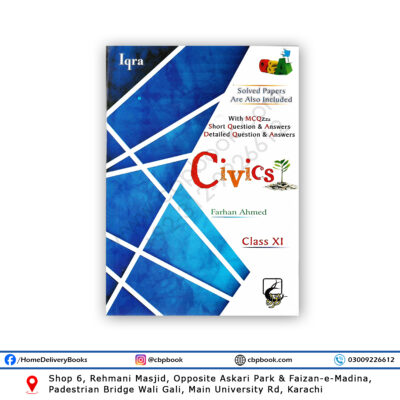 Iqra
Solved Papers
Are Also Included
With MCQzzz
Short Question & Answers
Detailed Question & Answers
Civics
Farhan Ahmed
Class XI
/HomeDeliveryBooks
@cbpbook
cbpbook.com
03009226612
Shop 6, Rehmani Masjid, Opposite Askari Park & Faizan-e-Madina,
Padestrian Bridge Wali Gali, Main University Rd, Karachi